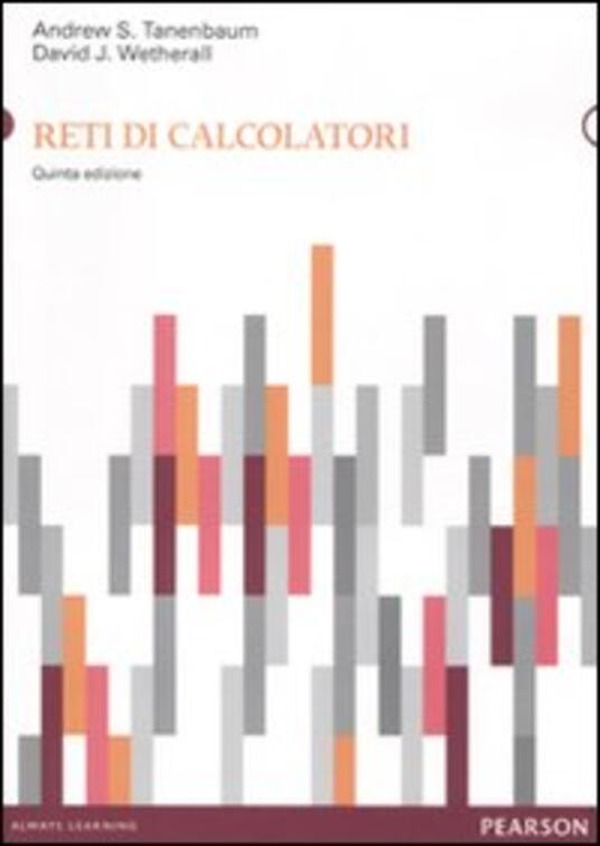 Andrew S. Tanenbaum
David J. Wetherall
RETI DI CALCOLATORI
Quinta edizione
ALWAYS LEARNING
PEARSON